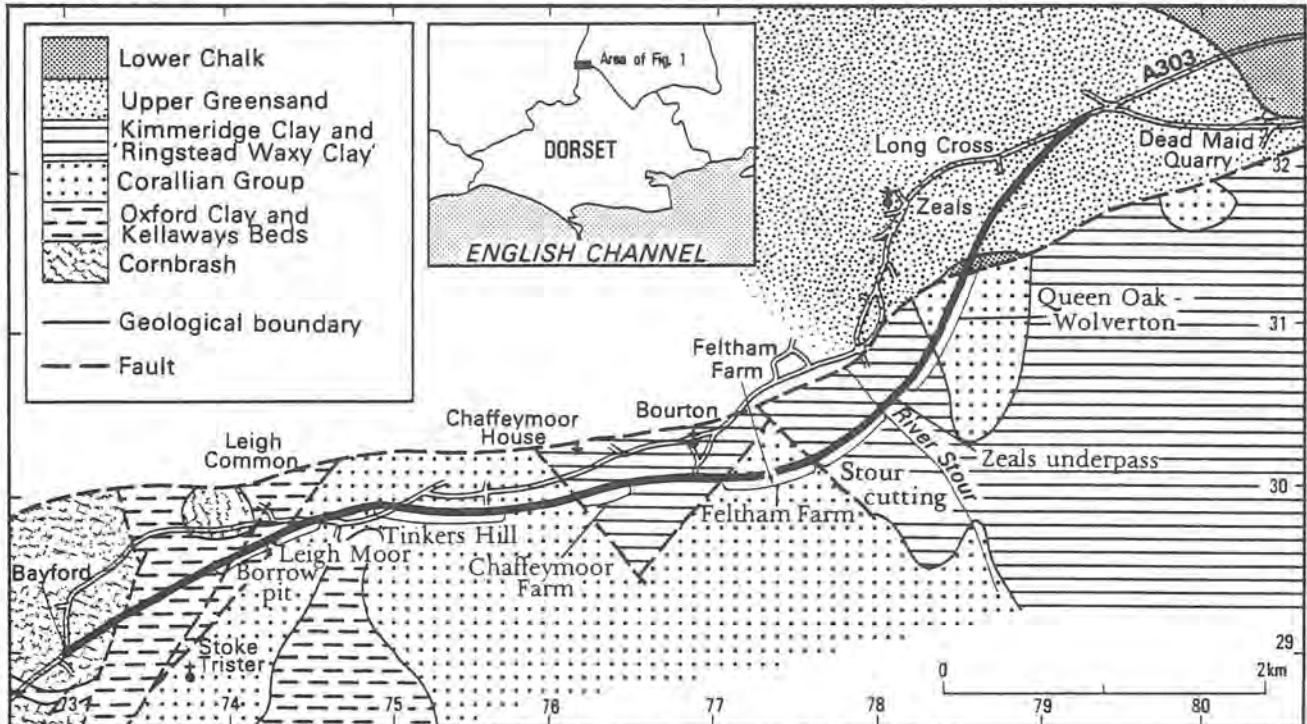 Lower Chalk
Upper Greensand
Kimmeridge Clay and
'Ringstead Waxy Clay'
Corallian Group
Oxford Clay and
Kellaways Beds
Cornbrash
Geological boundary
Fault
Area of Fig. 1
DORSET
ENGLISH CHANNEL
A303
Long Cross
Dead Maid
Quarry
32
Zeals
Queen Oak -
Wolverton
31
Feltham
Farm
Chaffeymoor
House
Bourton
Leigh
Common
River Stour
Zeals underpass
30
Stour
cutting
Feltham Farm
Tinkers Hill
Chaffeymoor
Farm
Leigh Moor
Borrow
pit
Bayford
Stoke
Trister
29
0 2km
73 74 75 76 77 78 79 80